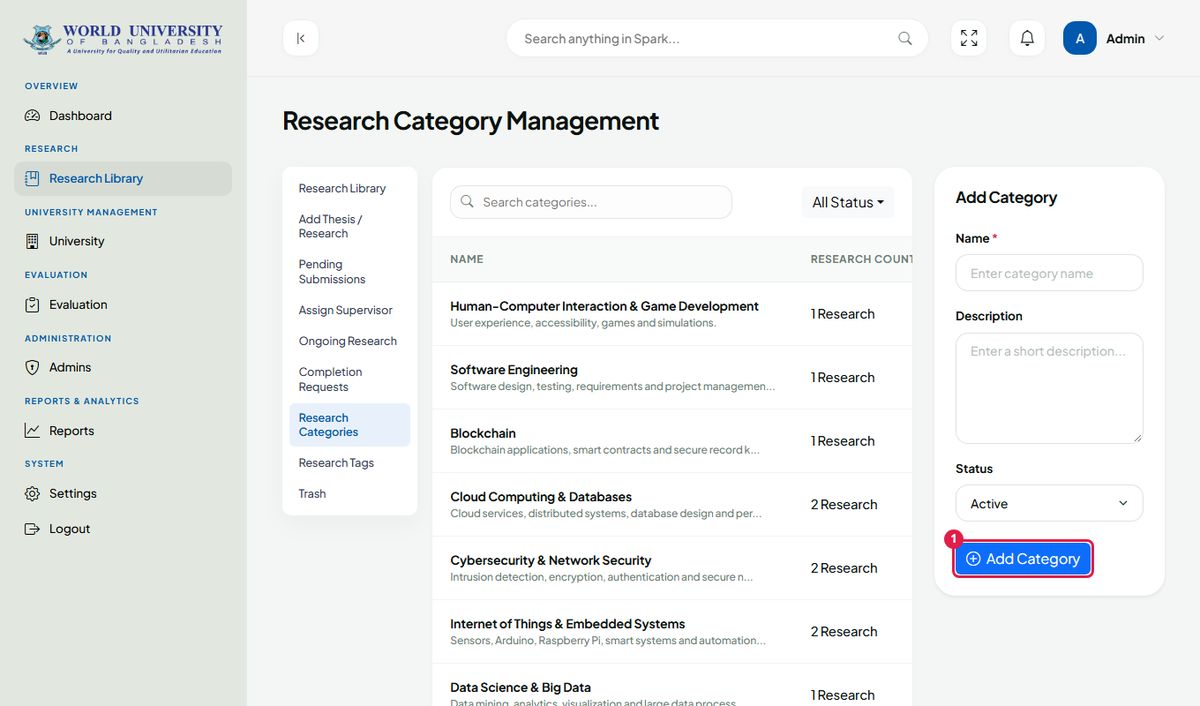 WORLD UNIVERSITY
OF BANGLADESH
A University for Quality and Utilitarian Education
OVERVIEW
Dashboard
RESEARCH
Research Library
UNIVERSITY MANAGEMENT
University
EVALUATION
Evaluation
ADMINISTRATION
Admins
REPORTS & ANALYTICS
Reports
SYSTEM
Settings
Logout
Search anything in Spark...
A
Admin
Research Category Management
Research Library
Add Thesis /
Research
Pending
Submissions
Assign Supervisor
Ongoing Research
Completion
Requests
Research
Categories
Research Tags
Trash
Search categories...
All Status
NAME
RESEARCH COUNT
Human-Computer Interaction & Game Development
User experience, accessibility, games and simulations.
1 Research
Software Engineering
Software design, testing, requirements and project managemen...
1 Research
Blockchain
Blockchain applications, smart contracts and secure record k...
1 Research
Cloud Computing & Databases
Cloud services, distributed systems, database design and per...
2 Research
Cybersecurity & Network Security
Intrusion detection, encryption, authentication and secure n...
2 Research
Internet of Things & Embedded Systems
Sensors, Arduino, Raspberry Pi, smart systems and automation...
2 Research
Data Science & Big Data
Data mining, analytics, visualization and large data process
1 Research
Add Category
Name *
Enter category name
Description
Enter a short description...
Status
Active
1
Add Category